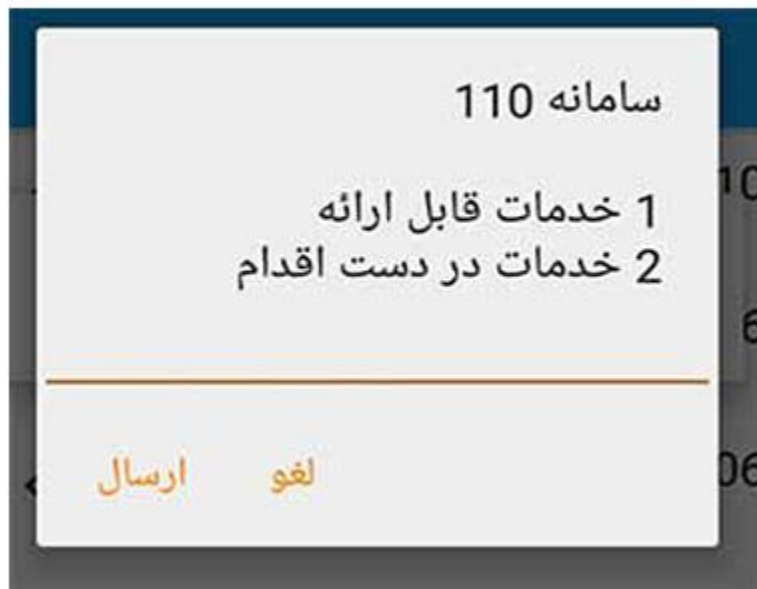 سامانه 110
1 خدمات قابل ارائه
2 خدمات در دست اقدام
لغو
ارسال